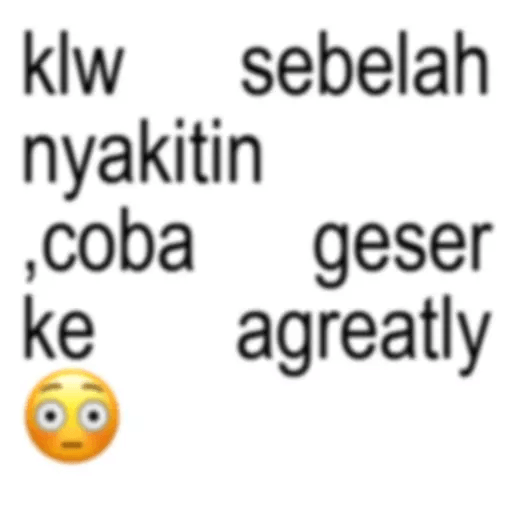 klw sebelah
nyakitin
,coba geser
ke agreatly
😳